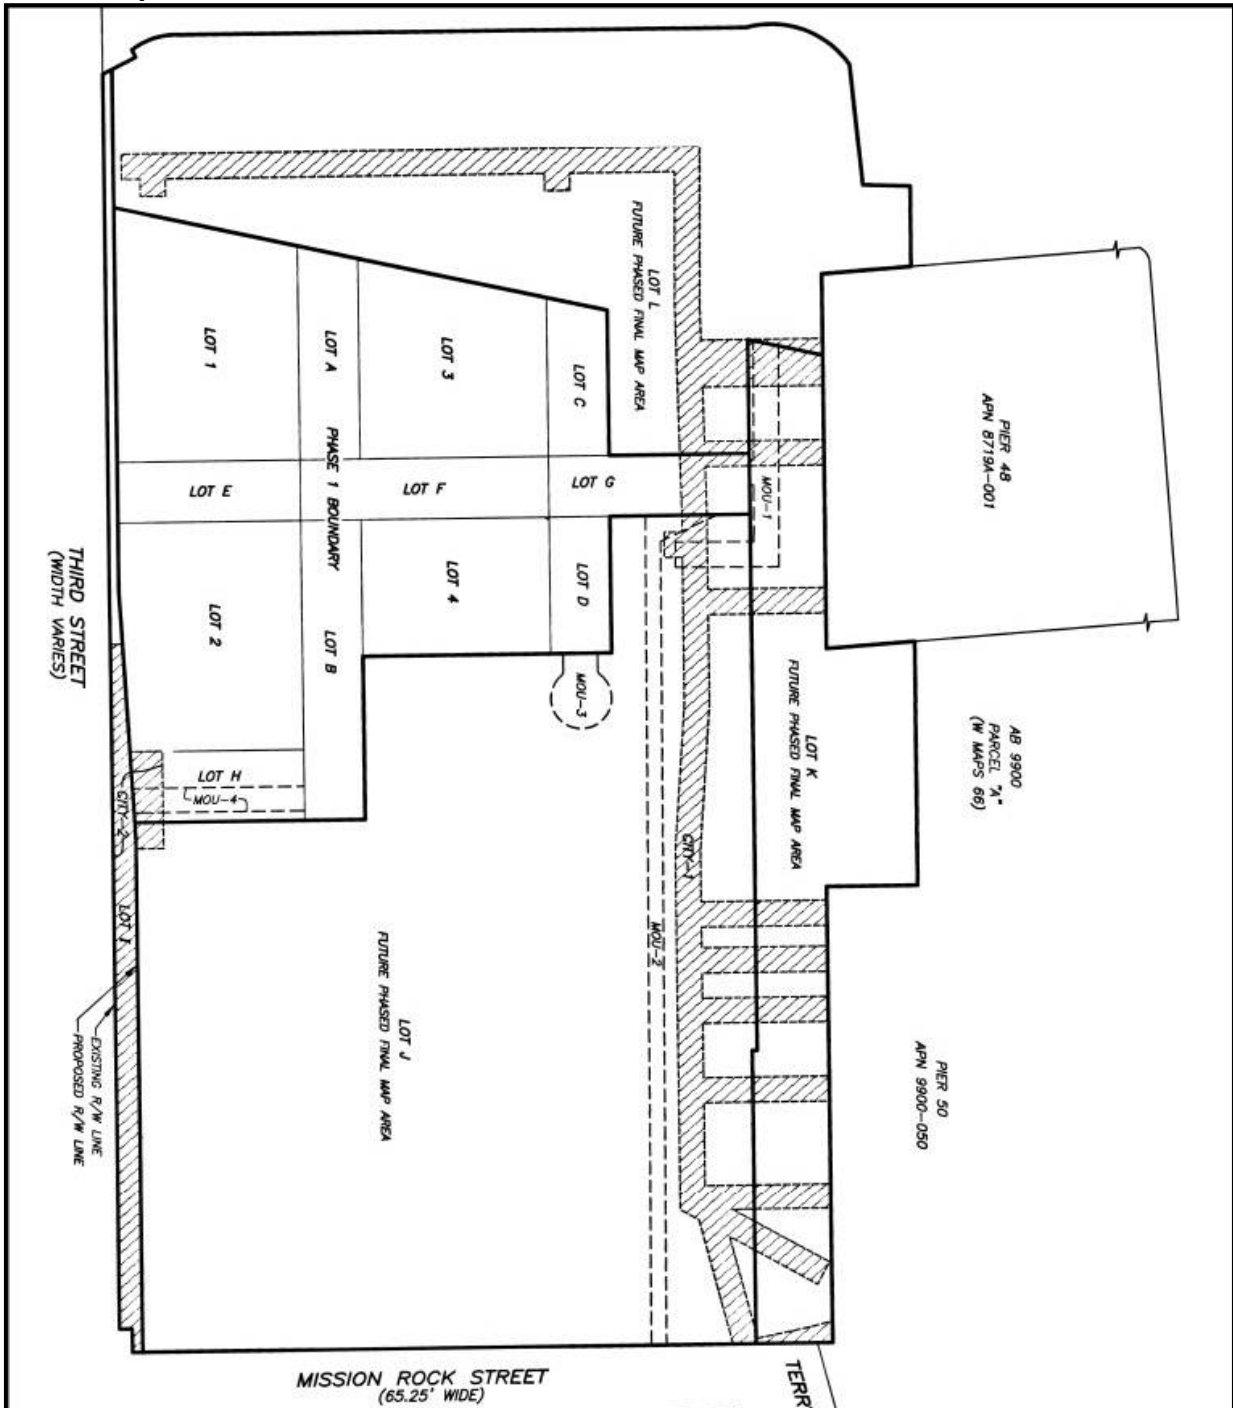 LOT L
FUTURE PHASED FINAL MAP AREA
PIER 48
APN 8719A-001
LOT 1
LOT A
LOT 3
LOT C
PHASE 1 BOUNDARY
MOU-1
LOT E
LOT F
LOT G
THIRD STREET
(WIDTH VARIES)
LOT 2
LOT B
LOT 4
LOT D
MOU-3
LOT K
FUTURE PHASED FINAL MAP AREA
AB 9900
PARCEL "A"
(W MAPS 66)
LOT H
MOU-4
CITY-2
CITY-1
LOT I
MOU-2
LOT J
FUTURE PHASED FINAL MAP AREA
EXISTING R/W LINE
PROPOSED R/W LINE
PIER 50
APN 9900-050
MISSION ROCK STREET
(65.25' WIDE)
TERR